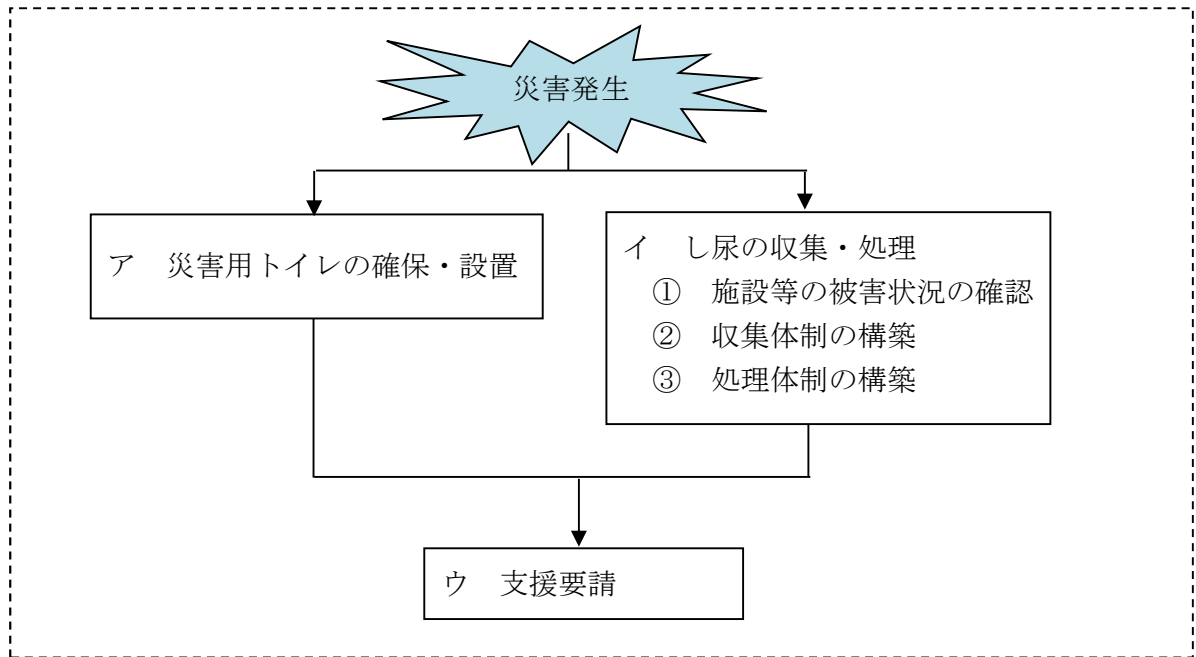 災害発生
ア　災害用トイレの確保・設置
イ　し尿の収集・処理
①　施設等の被害状況の確認
②　収集体制の構築
③　処理体制の構築
ウ　支援要請